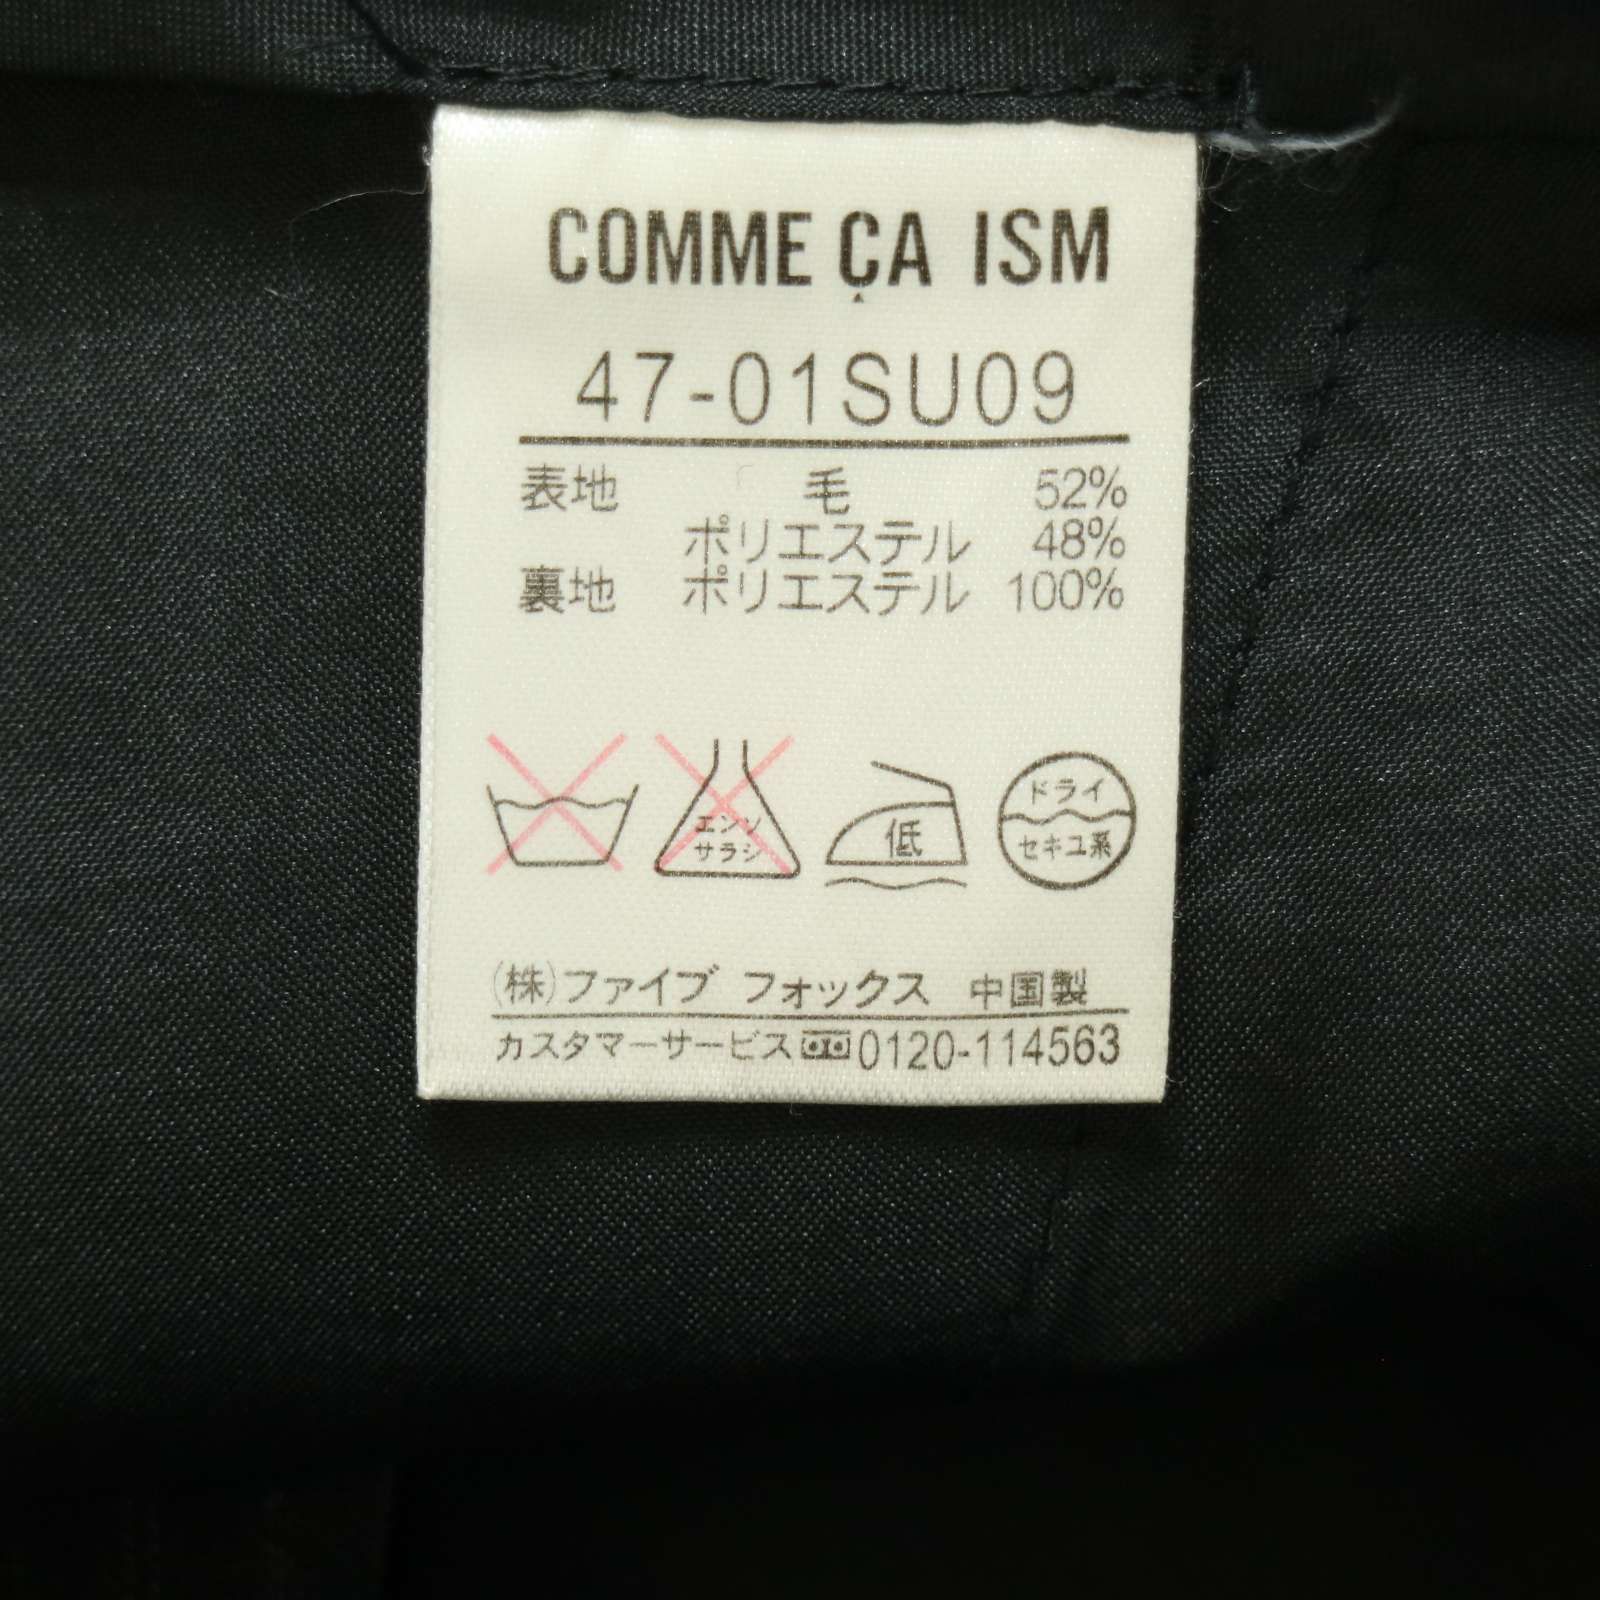 COMME ÇA ISM
47-01SU09
表地 毛 52%
ポリエステル 48%
裏地 ポリエステル 100%
エンソ
サラシ
低
ドライ
セキユ系
(株)ファイブ フォックス 中国製
カスタマーサービス 0120-114563